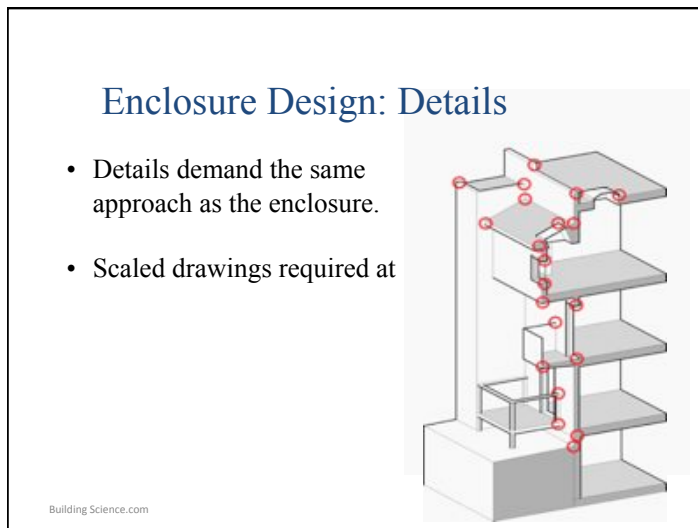 Enclosure Design: Details
• Details demand the same
approach as the enclosure.
• Scaled drawings required at
Building Science.com